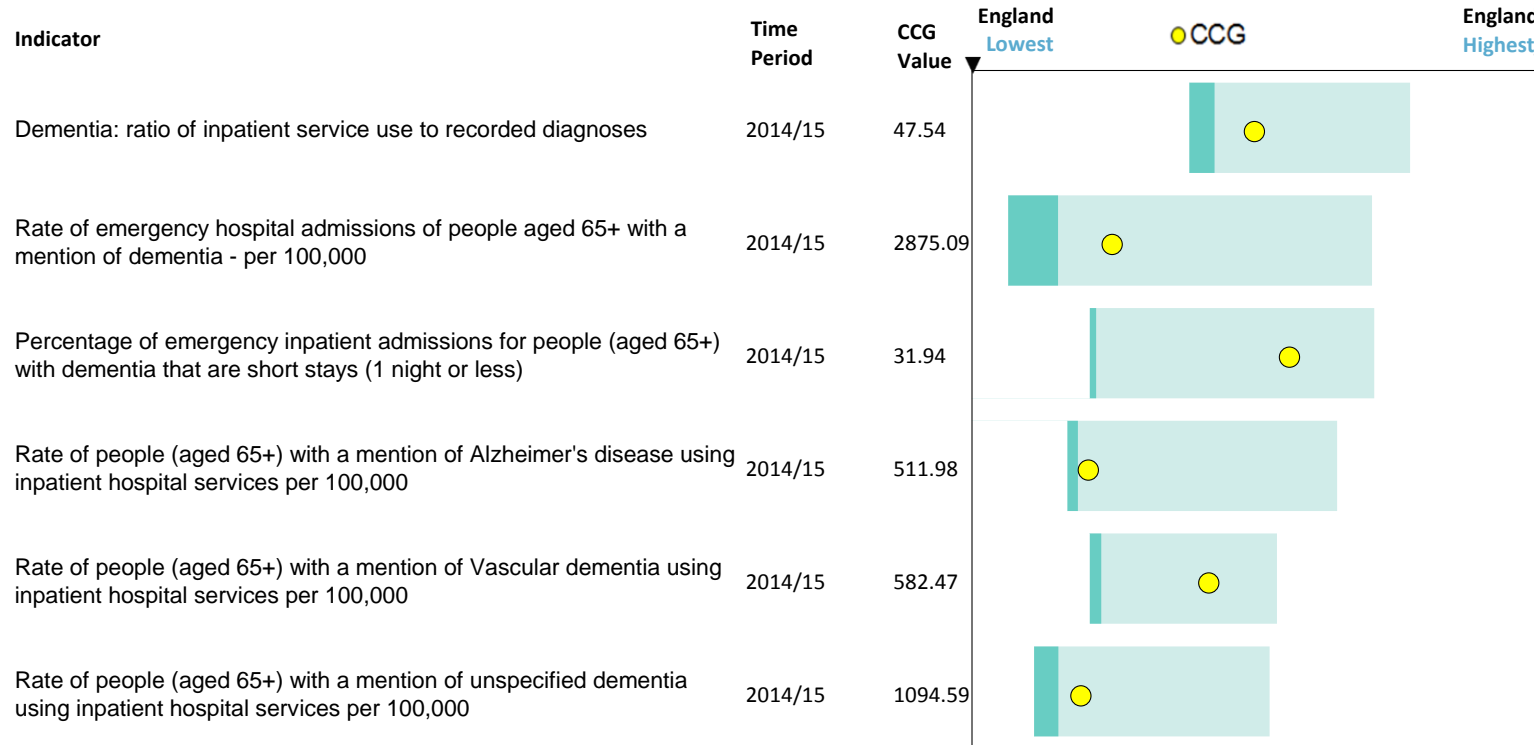 Indicator
Time
Period
CCG
Value
England
Lowest
CCG
England
Highest
Dementia: ratio of inpatient service use to recorded diagnoses
2014/15
47.54
Rate of emergency hospital admissions of people aged 65+ with a
mention of dementia - per 100,000
2014/15
2875.09
Percentage of emergency inpatient admissions for people (aged 65+)
with dementia that are short stays (1 night or less)
2014/15
31.94
Rate of people (aged 65+) with a mention of Alzheimer's disease using
inpatient hospital services per 100,000
2014/15
511.98
Rate of people (aged 65+) with a mention of Vascular dementia using
inpatient hospital services per 100,000
2014/15
582.47
Rate of people (aged 65+) with a mention of unspecified dementia
using inpatient hospital services per 100,000
2014/15
1094.59